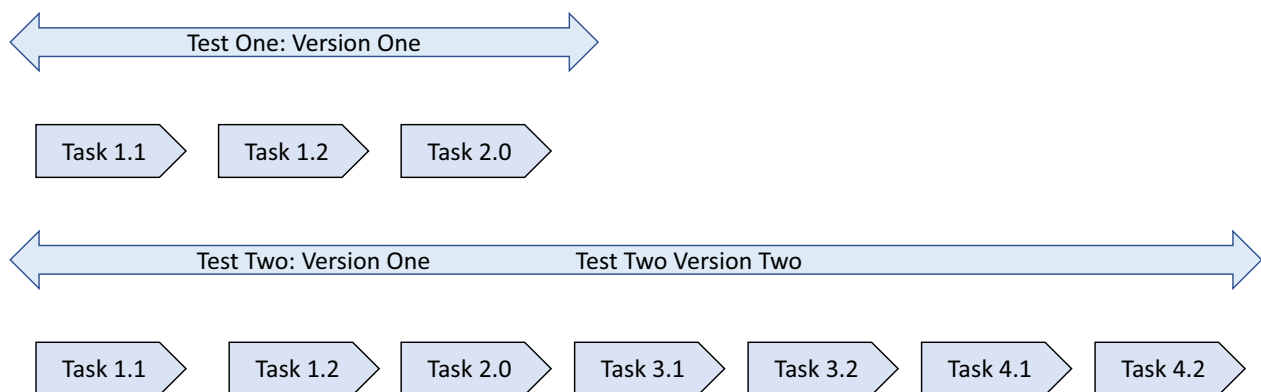 Test One: Version One
Task 1.1 Task 1.2 Task 2.0
Test Two: Version One Test Two Version Two
Task 1.1 Task 1.2 Task 2.0 Task 3.1 Task 3.2 Task 4.1 Task 4.2